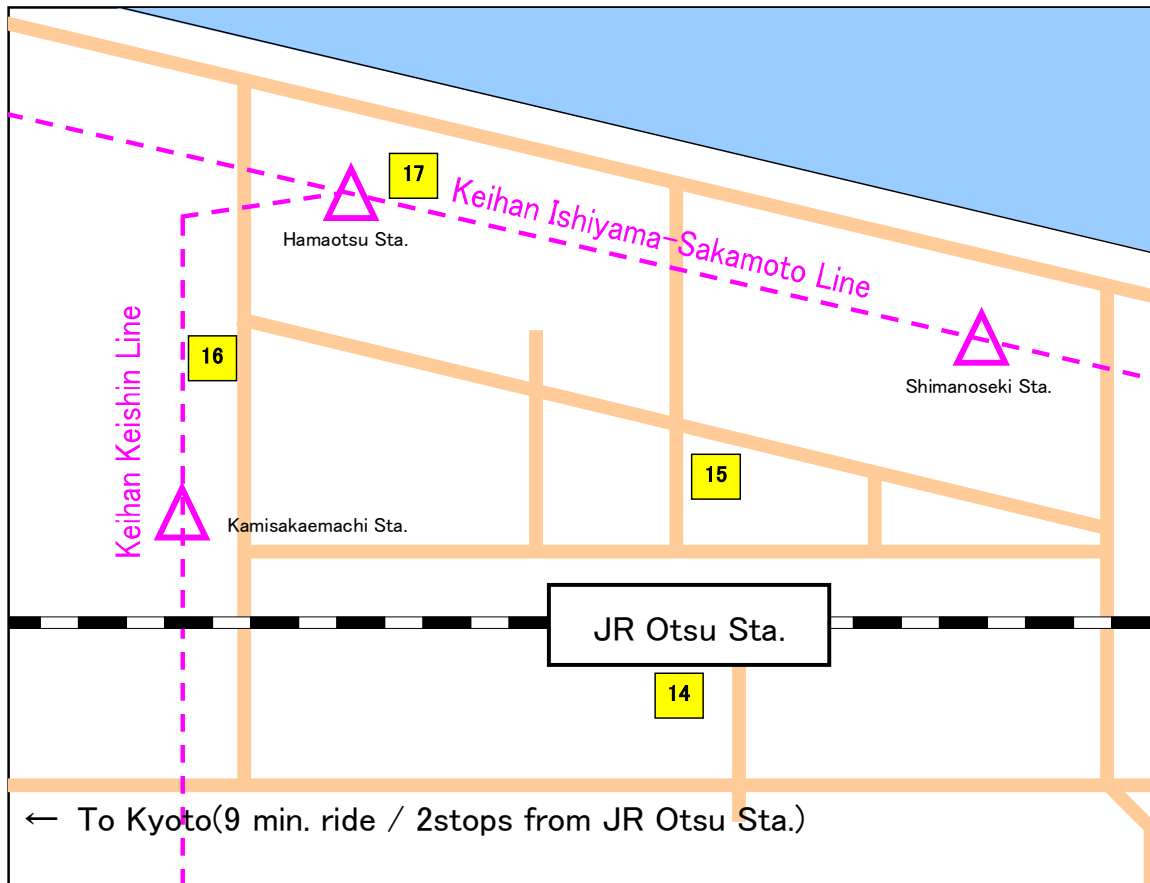 17
Keihan Ishiyama-Sakamoto Line
Hamaotsu Sta.
Keihan Keishin Line
16
Shimanoseki Sta.
15
Kamisakaemachi Sta.
JR Otsu Sta.
14
← To Kyoto(9 min. ride / 2stops from JR Otsu Sta.)